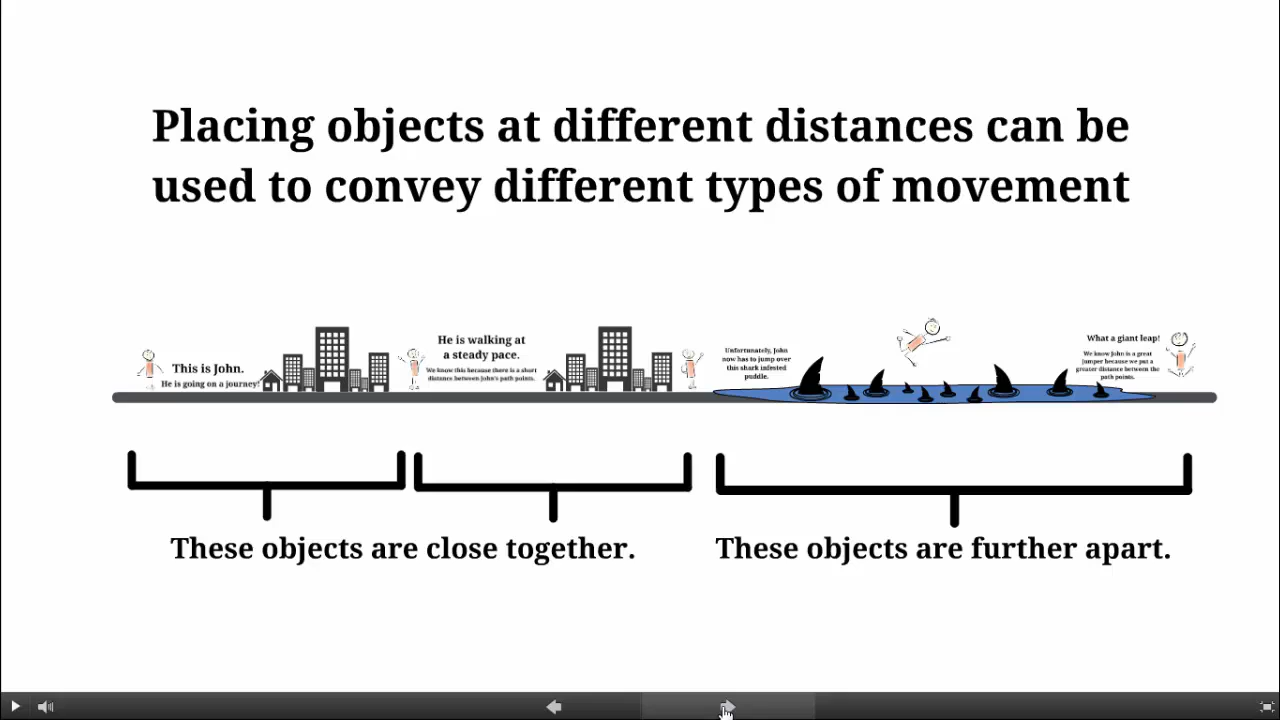 Placing objects at different distances can be
used to convey different types of movement
This is John.
He is going on a journey!
He is walking at
a steady pace.
We know this because there is a short
distance between John's path points.
Unfortunately, John
now has to jump over
this shark infested
puddle.
What a giant leap!
We know John is a great
jumper because we put a
greater distance between the
path points.
These objects are close together.
These objects are further apart.